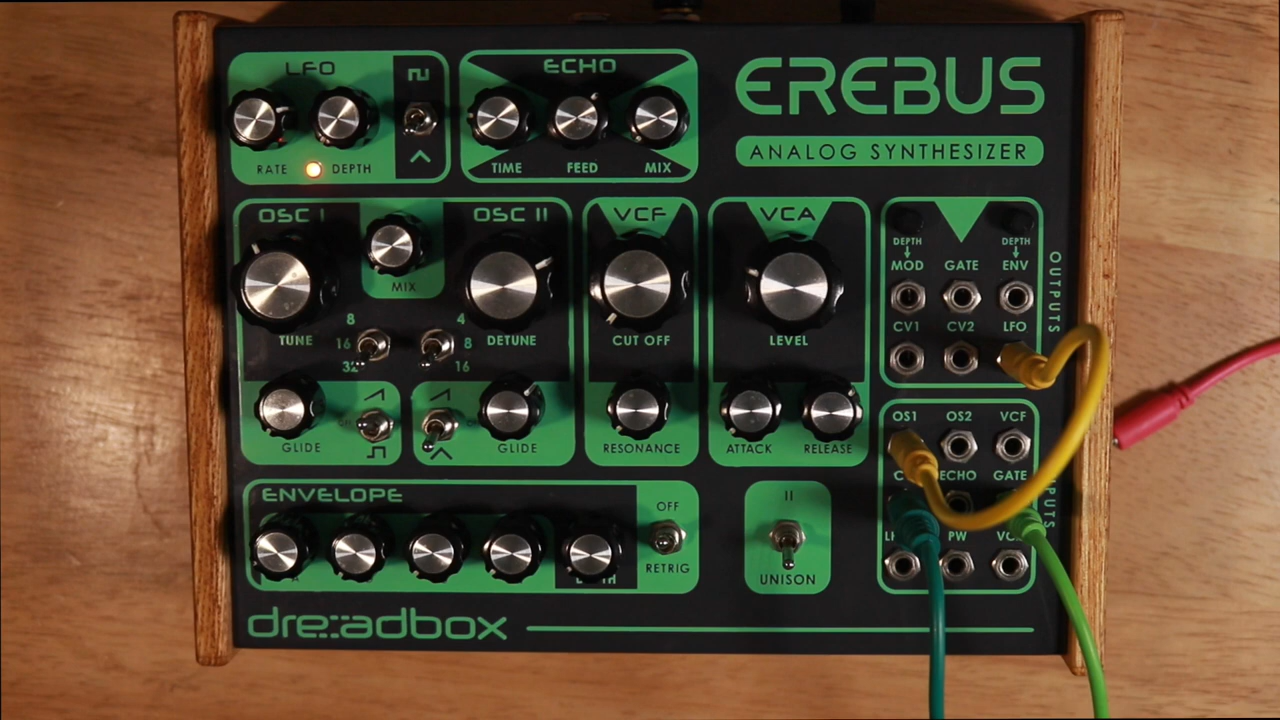 LFO
RATE DEPTH
ECHO
TIME FEED MIX
EREBUS
ANALOG SYNTHESIZER
OSC I
MIX
OSC II
TUNE
8
16
32
4
8
16
DETUNE
GLIDE
GLIDE
VCF
CUT OFF
RESONANCE
VCA
LEVEL
ATTACK RELEASE
DEPTH DEPTH
MOD GATE ENV
CV1 CV2 LFO
OUTPUTS
OS1 OS2 VCF
ECHO GATE
PW
ENVELOPE
OFF
RETRIG
II
UNISON
dre:adbox